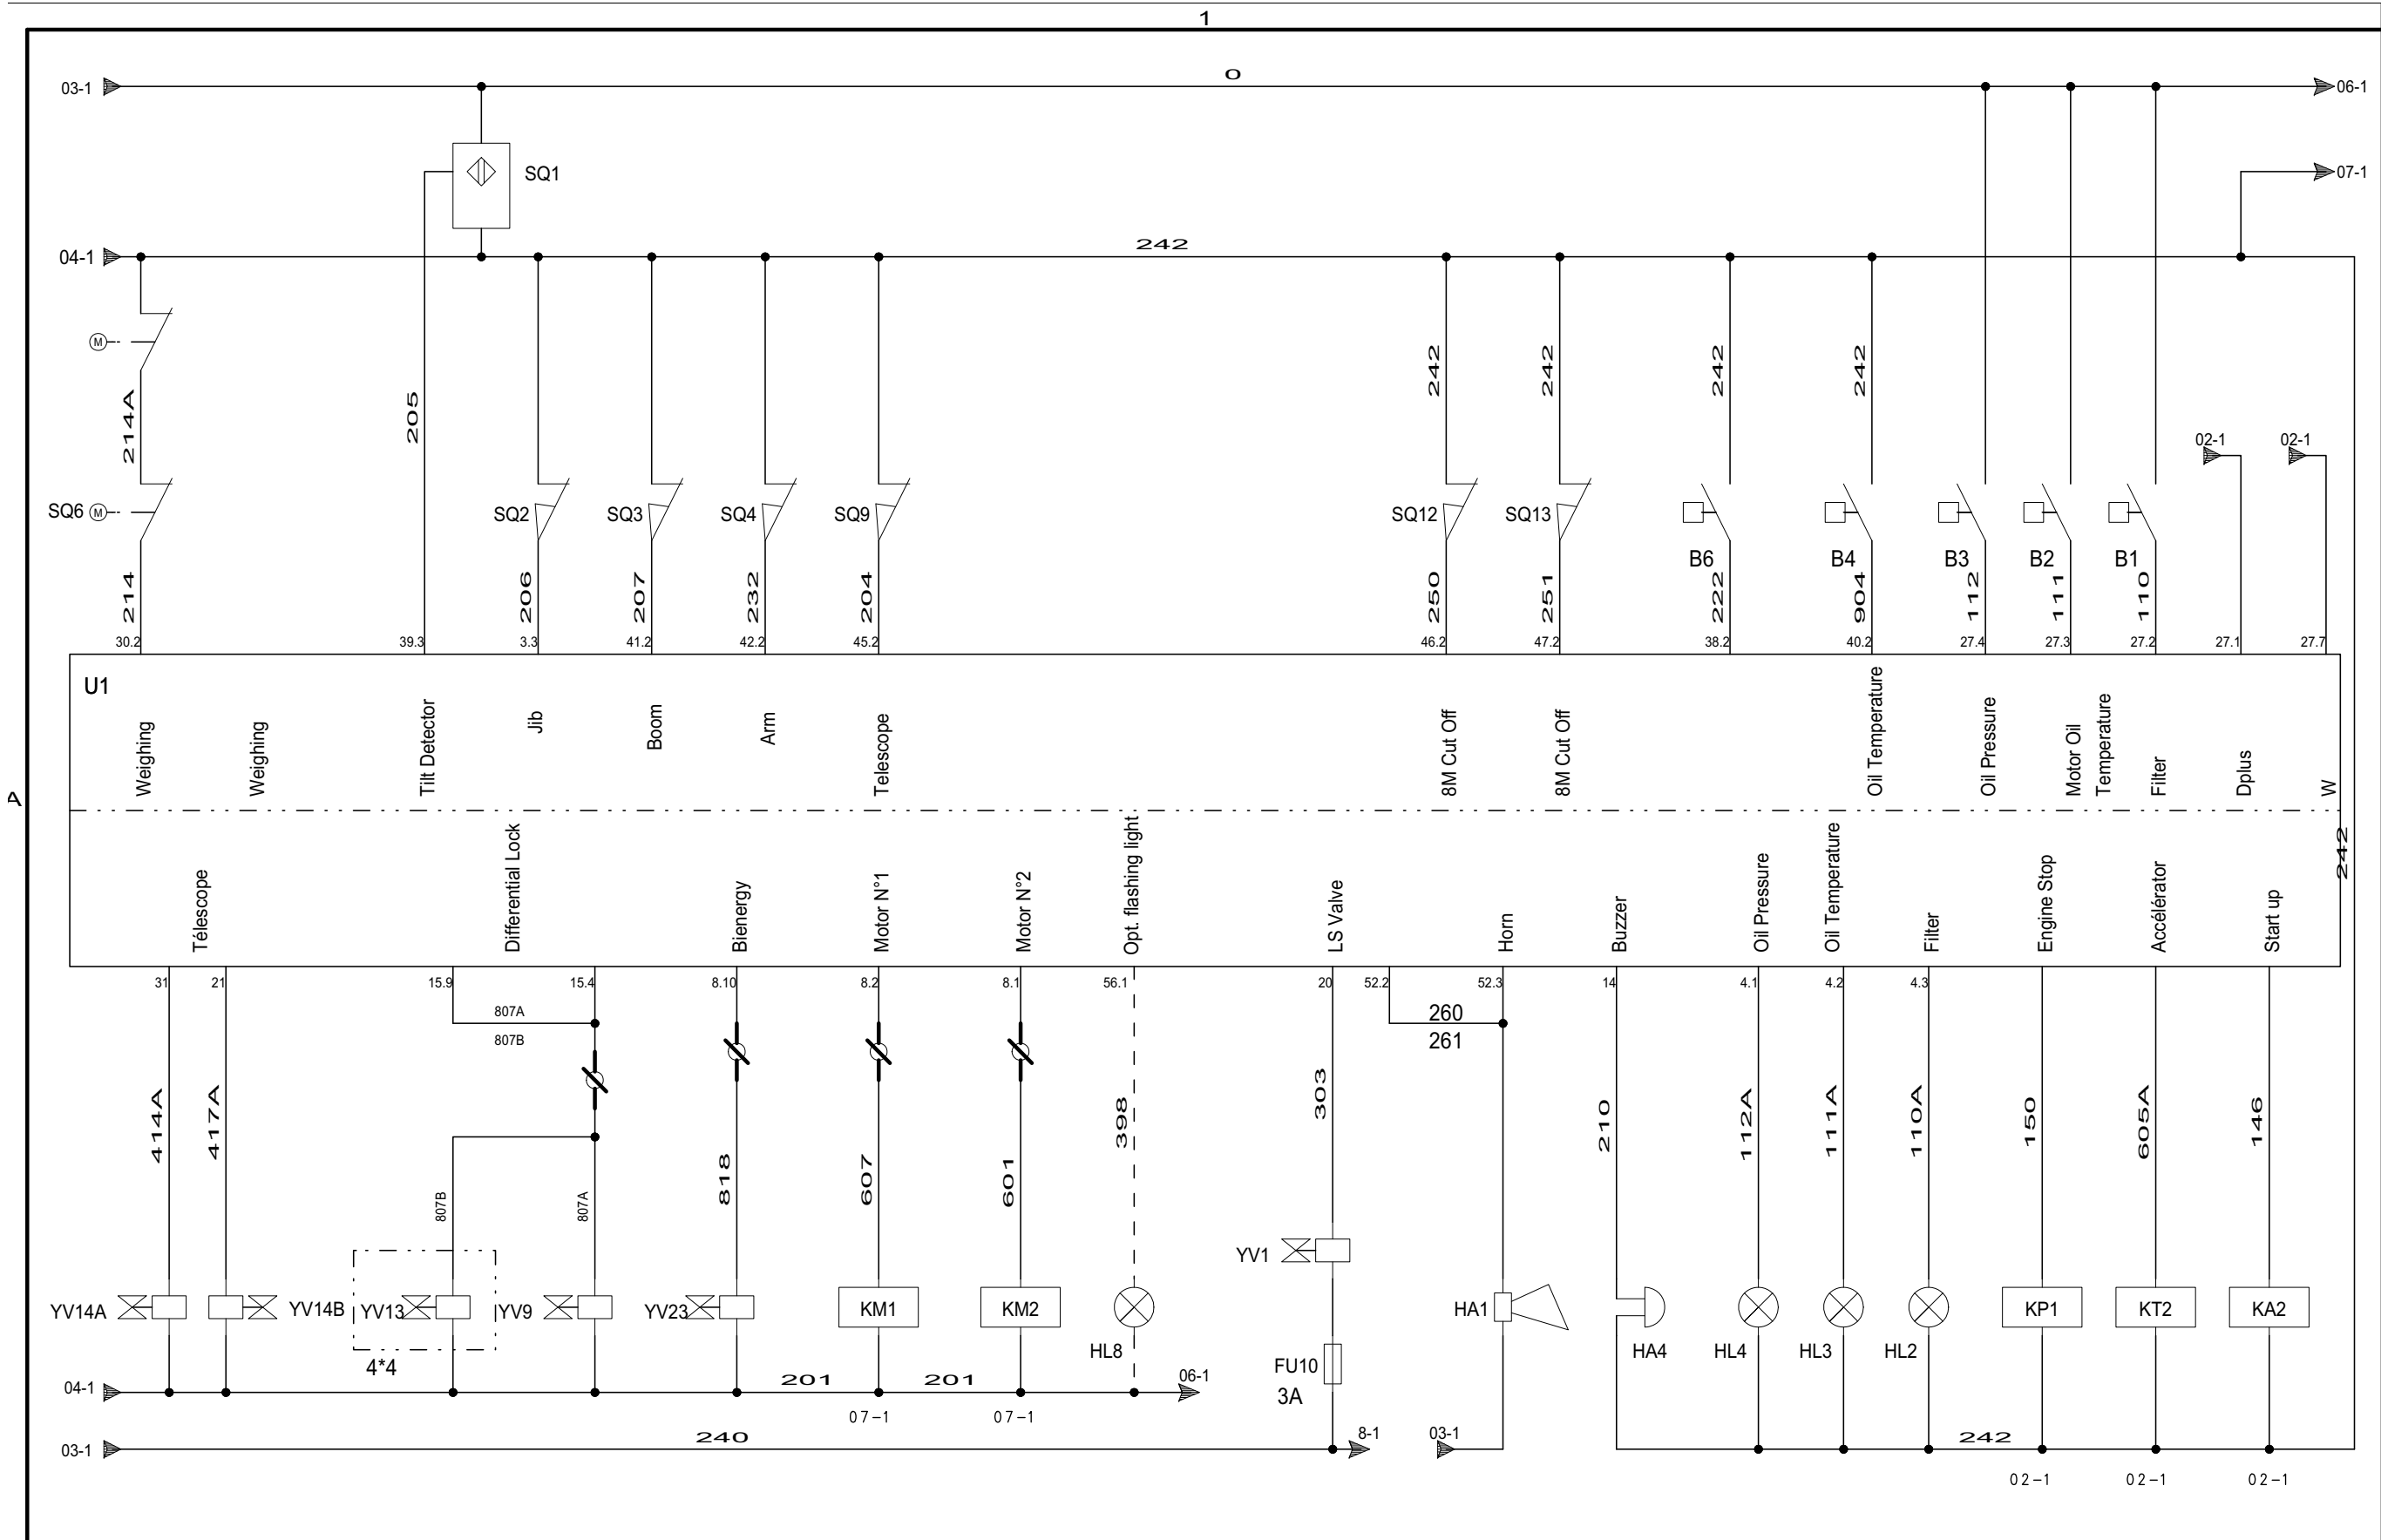 1
0
03-1
06-1
SQ1
07-1
04-1
242
M
214A
205
242
242
242
242
02-1
02-1
SQ6
M
SQ2
SQ3
SQ4
SQ9
SQ12
SQ13
B6
B4
B3
B2
B1
214
206
207
232
204
250
251
222
904
112
111
110
30.2
39.3
3.3
41.2
42.2
45.2
46.2
47.2
38.2
40.2
27.4
27.3
27.2
27.1
27.7
U1
Weighing
Weighing
Tilt Detector
Jib
Boom
Arm
Telescope
8M Cut Off
8M Cut Off
Oil Temperature
Oil Pressure
Motor Oil
Temperature
Filter
Dplus
W
A
242
Télescope
Differential Lock
Bienergy
Motor N°1
Motor N°2
Opt. flashing light
LS Valve
Horn
Buzzer
Oil Pressure
Oil Temperature
Filter
Engine Stop
Accélérator
Start up
31
21
15.9
15.4
8.10
8.2
8.1
56.1
20
52.2
52.3
14
4.1
4.2
4.3
807A
807B
260
261
414A
417A
807B
807A
818
607
601
398
303
210
112A
111A
110A
150
605A
146
YV1
YV14A
YV14B
YV13
YV9
YV23
KM1
KM2
HL8
HA1
HA4
HL4
HL3
HL2
KP1
KT2
KA2
4*4
FU10
3A
04-1
201
201
06-1
07-1
07-1
03-1
240
8-1
03-1
242
02-1
02-1
02-1